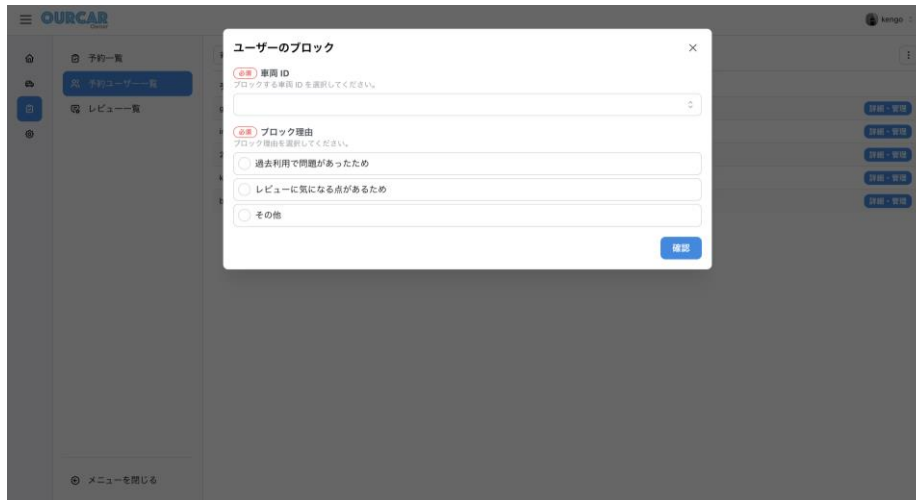 OURCAR
Owner
kengo
予約一覧
予約ユーザー一覧
レビュー一覧
メニューを閉じる
ユーザーのブロック
必須 車両 ID
ブロックする車両 ID を選択してください。
必須 ブロック理由
ブロック理由を選択してください。
過去利用で問題があったため
レビューに気になる点があるため
その他
確認
詳細・管理
詳細・管理
詳細・管理
詳細・管理
詳細・管理